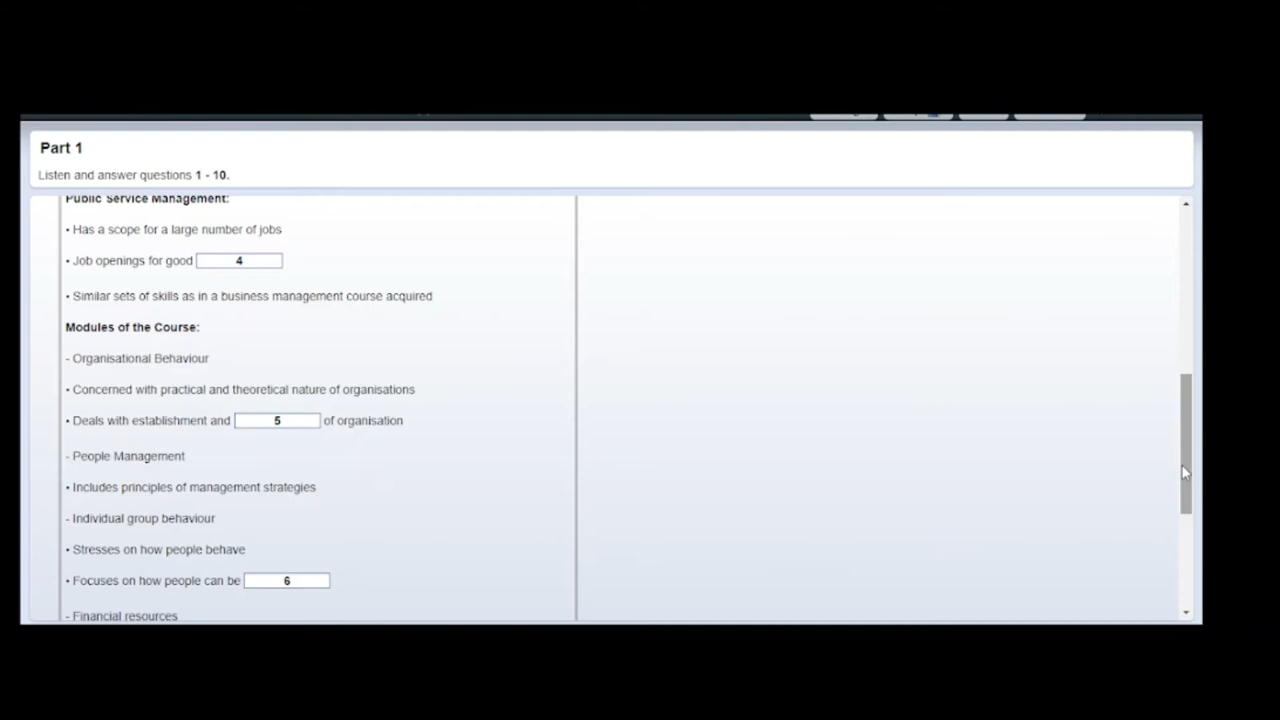 Part 1
Listen and answer questions 1 - 10.
Public Service Management:
• Has a scope for a large number of jobs
• Job openings for good 4
• Similar sets of skills as in a business management course acquired
Modules of the Course:
- Organisational Behaviour
• Concerned with practical and theoretical nature of organisations
• Deals with establishment and 5 of organisation
- People Management
• Includes principles of management strategies
- Individual group behaviour
• Stresses on how people behave
• Focuses on how people can be 6
- Financial resources